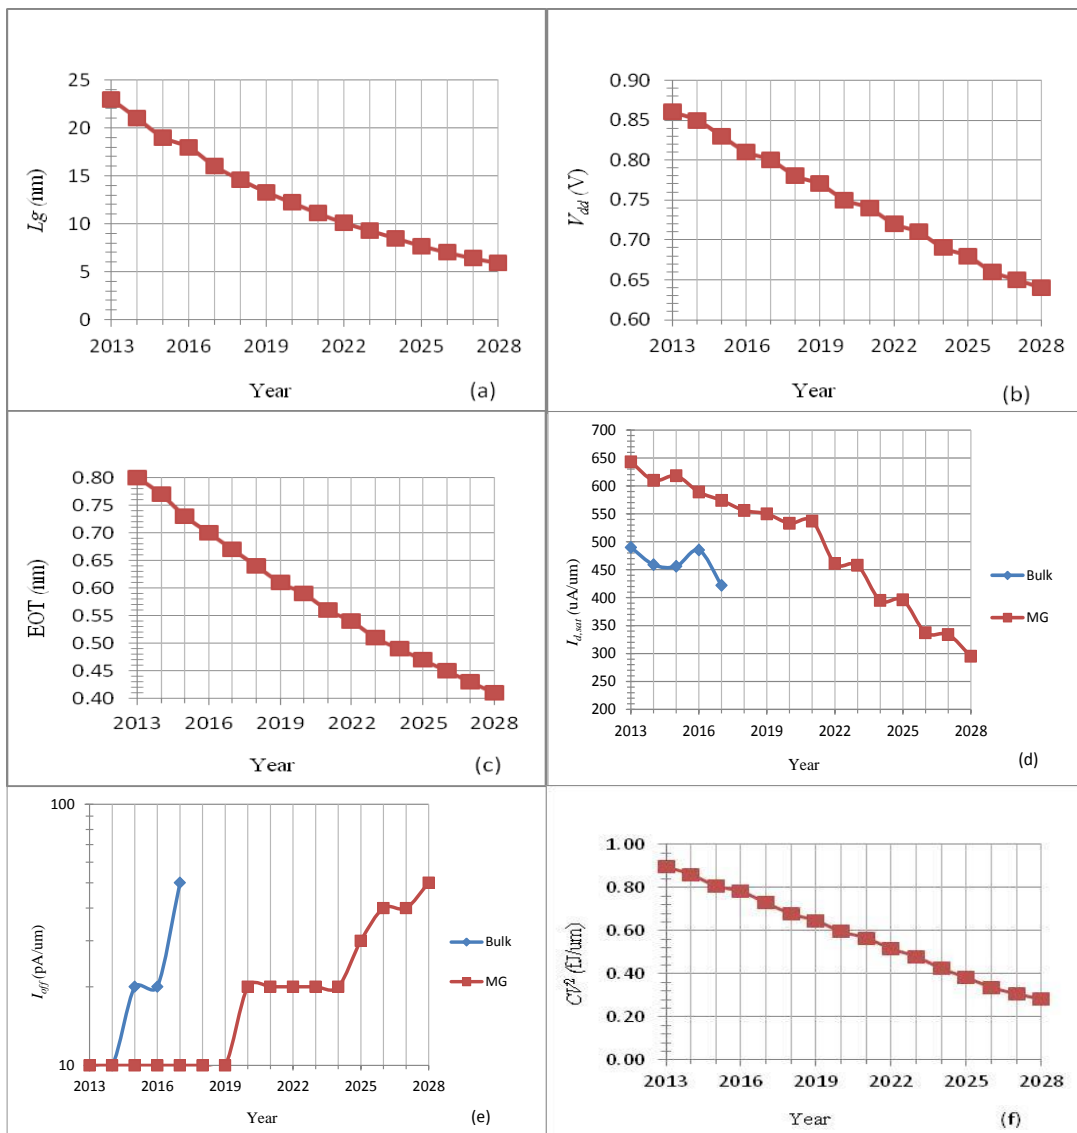 25
20
15
10
5
0
Lg (nm)
2013 2016 2019 2022 2025 2028
Year
(a)
0.90
0.85
0.80
0.75
0.70
0.65
0.60
Vdd (V)
2013 2016 2019 2022 2025 2028
Year
(b)
0.80
0.75
0.70
0.65
0.60
0.55
0.50
0.45
0.40
EOT (nm)
2013 2016 2019 2022 2025 2028
Year
(c)
700
650
600
550
500
450
400
350
300
250
200
Id,sat (uA/um)
2013 2016 2019 2022 2025 2028
Year
Bulk
MG
(d)
100
10
Ioff (pA/um)
2013 2016 2019 2022 2025 2028
Year
Bulk
MG
(e)
1.00
0.80
0.60
0.40
0.20
0.00
CV² (fJ/um)
2013 2016 2019 2022 2025 2028
Year
(f)